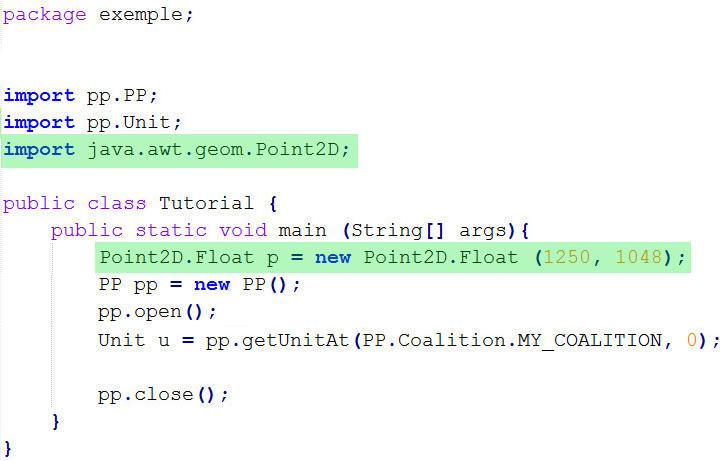 package exemple;
import pp.PP;
import pp.Unit;
import java.awt.geom.Point2D;
public class Tutorial {
public static void main (String[] args){
Point2D.Float p = new Point2D.Float (1250, 1048);
PP pp = new PP();
pp.open();
Unit u = pp.getUnitAt(PP.Coalition.MY_COALITION, 0);
pp.close();
}
}